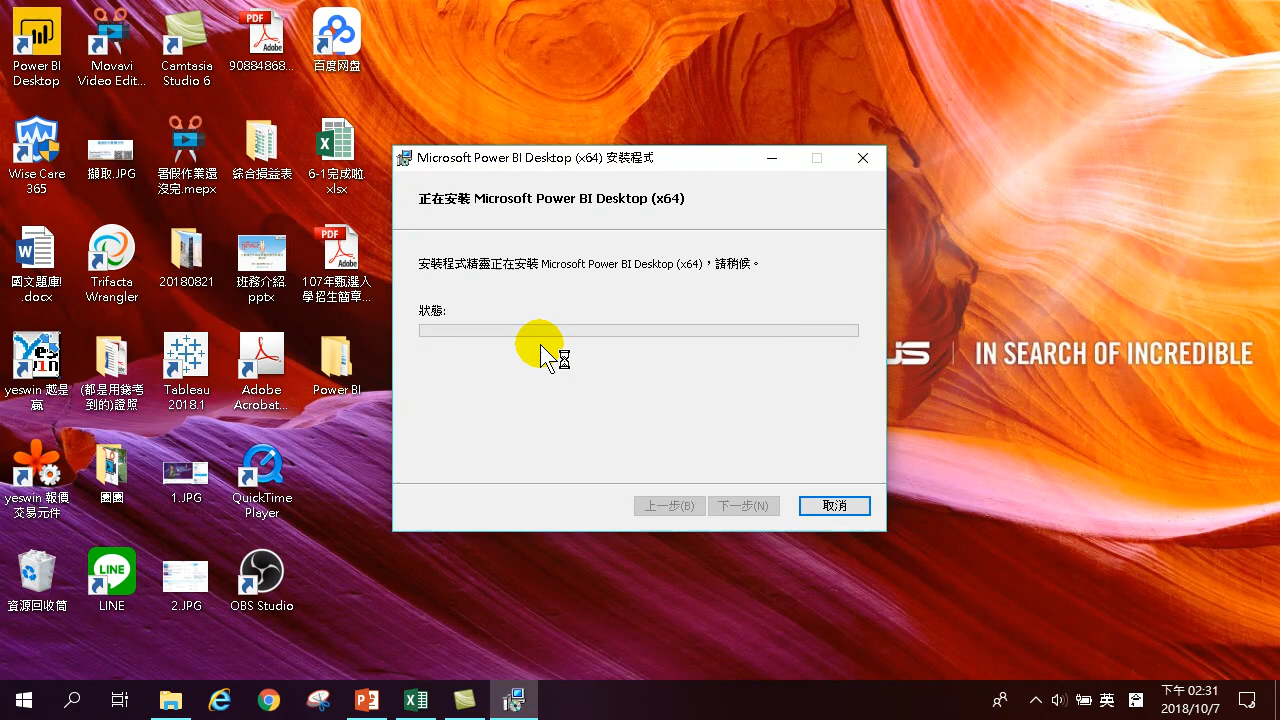 Power BI
Desktop
Movavi
Video Edit...
Camtasia
Studio 6
PDF
Adobe
90884868...
百度网盘
Wise Care
365
擷取.JPG
暑假作業還
沒完.mepx
綜合損益表
6-1完成啦.
xlsx
國文題庫!
.docx
Trifacta
Wrangler
20180821
班務介紹.
pptx
PDF
Adobe
107年甄選入
學招生簡章...
yeswin 越是
贏
(都是用錢考
到的)證照
Tableau
2018.1
Adobe
Acrobat...
Power BI
yeswin 報價
交易元件
團團
1.JPG
QuickTime
Player
資源回收筒
LINE
LINE
2.JPG
OBS Studio
Microsoft Power BI Desktop (x64) 安裝程式
正在安裝 Microsoft Power BI Desktop (x64)
安裝程式精靈正在安裝 Microsoft Power BI Desktop (x64)，請稍候。
狀態:
上一步(B)
下一步(N)
取消
IN SEARCH OF INCREDIBLE
英
下午 02:31
2018/10/7